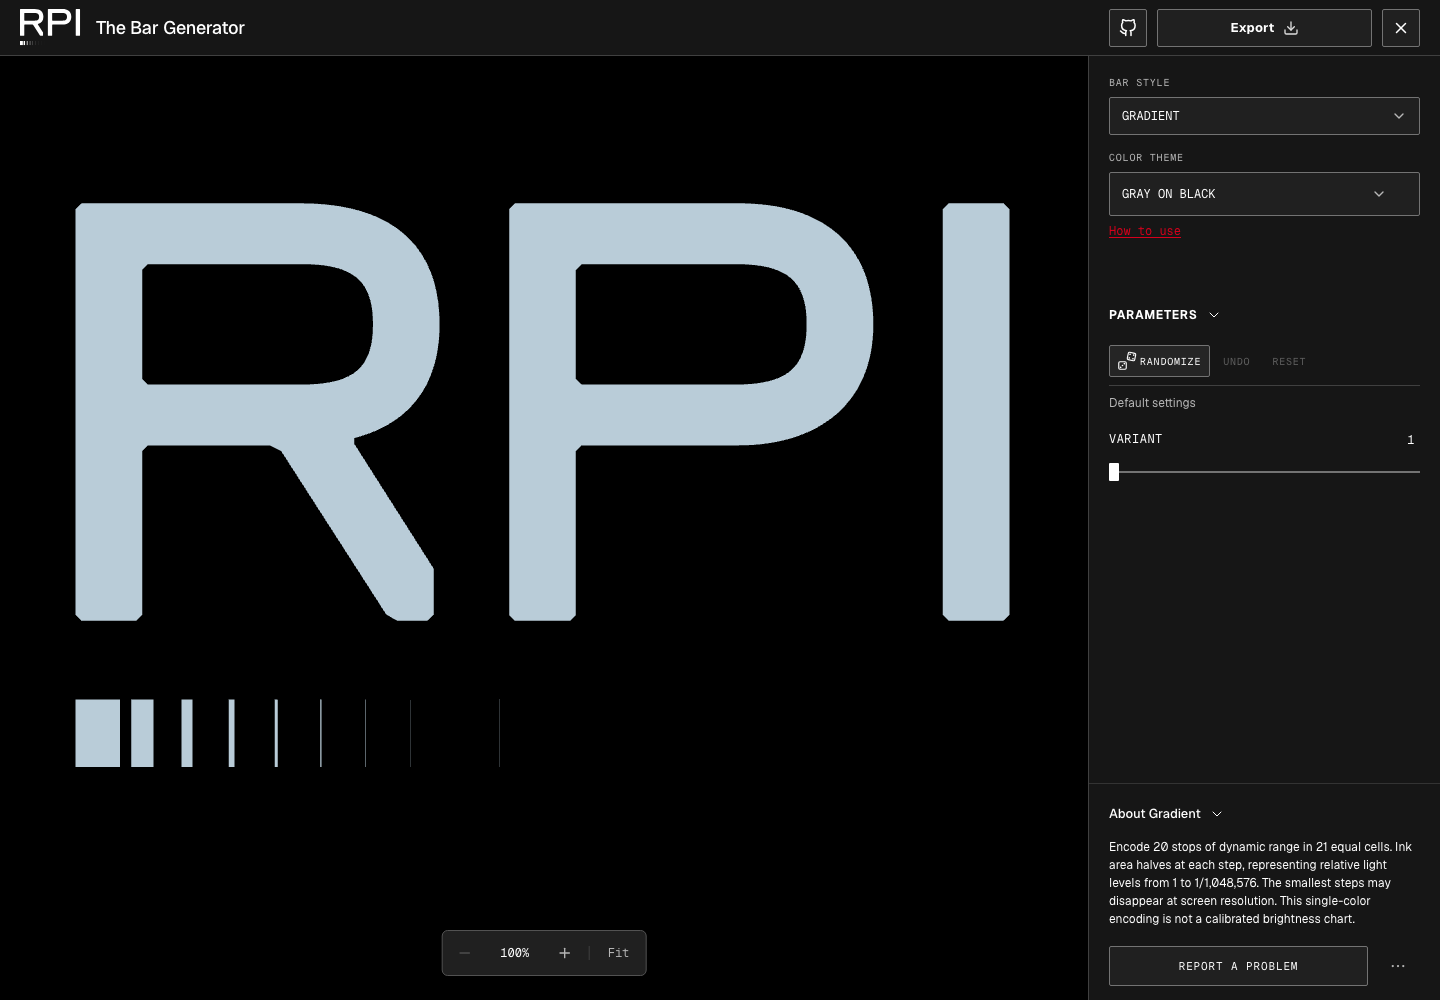 RPI
The Bar Generator
Export
BAR STYLE
GRADIENT
COLOR THEME
GRAY ON BLACK
How to use
PARAMETERS
RANDOMIZE
UNDO
RESET
Default settings
VARIANT
1
RPI
100%
Fit
About Gradient
Encode 20 stops of dynamic range in 21 equal cells. Ink
area halves at each step, representing relative light
levels from 1 to 1/1,048,576. The smallest steps may
disappear at screen resolution. This single-color
encoding is not a calibrated brightness chart.
REPORT A PROBLEM